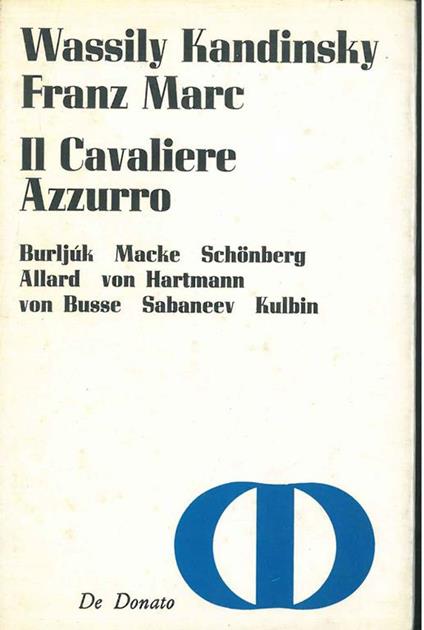 Wassily Kandinsky
Franz Marc
Il Cavaliere
Azzurro
Burljúk Macke Schönberg
Allard von Hartmann
von Busse Sabaneev Kulbin
De Donato